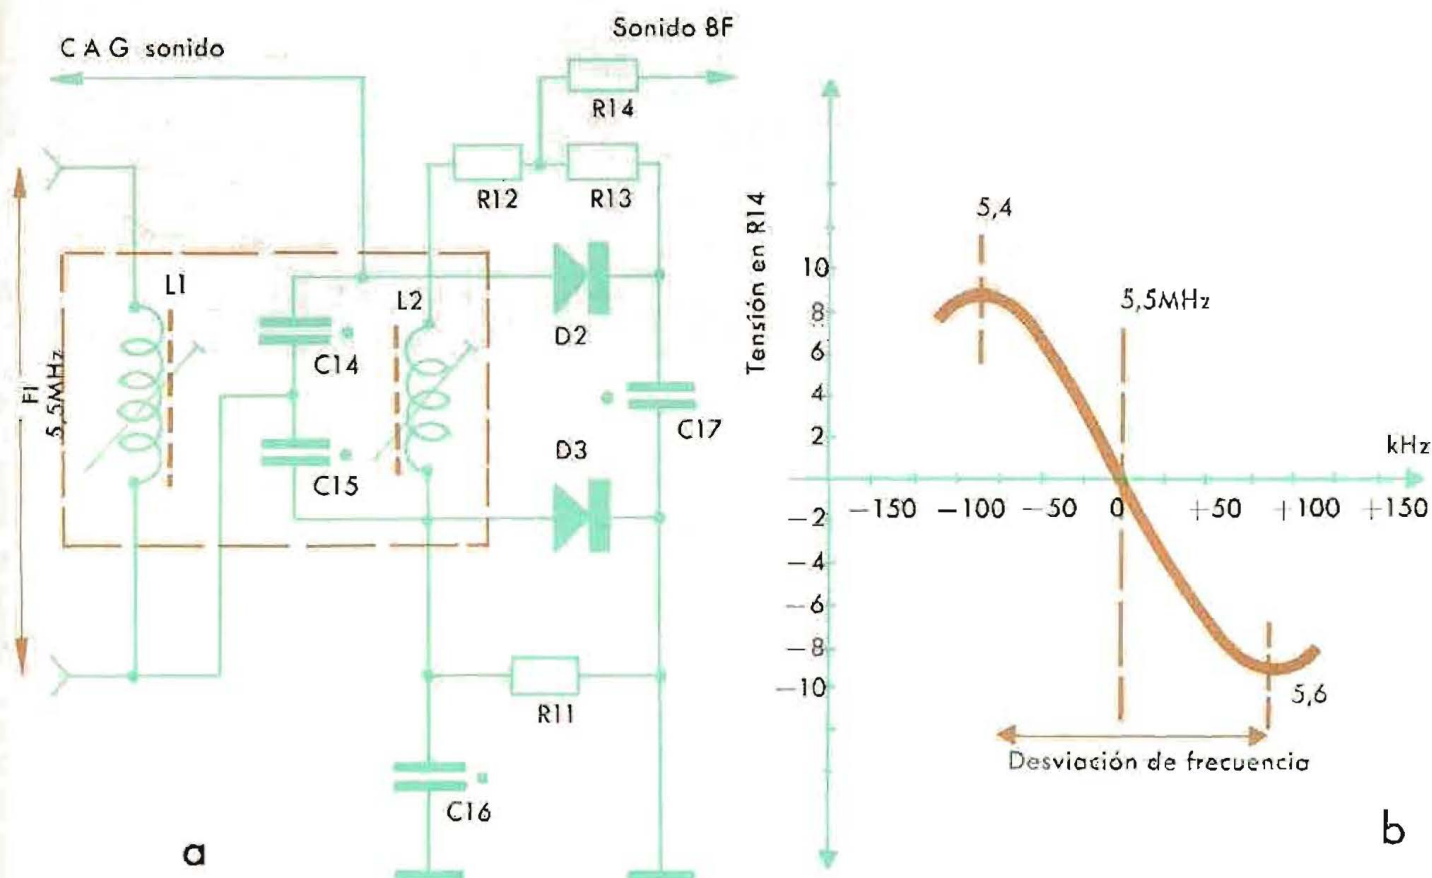 C A G sonido
Sonido BF
R14
R12
R13
L1
L2
D2
C14
C17
FI
5,5MHz
D3
C15
R11
C16
a
Tensión en R14
5,4
5,5MHz
10
8
6
4
2
kHz
-150 -100 -50 0 +50 +100 +150
-2
-4
-6
-8
-10
5,6
Desviación de frecuencia
b